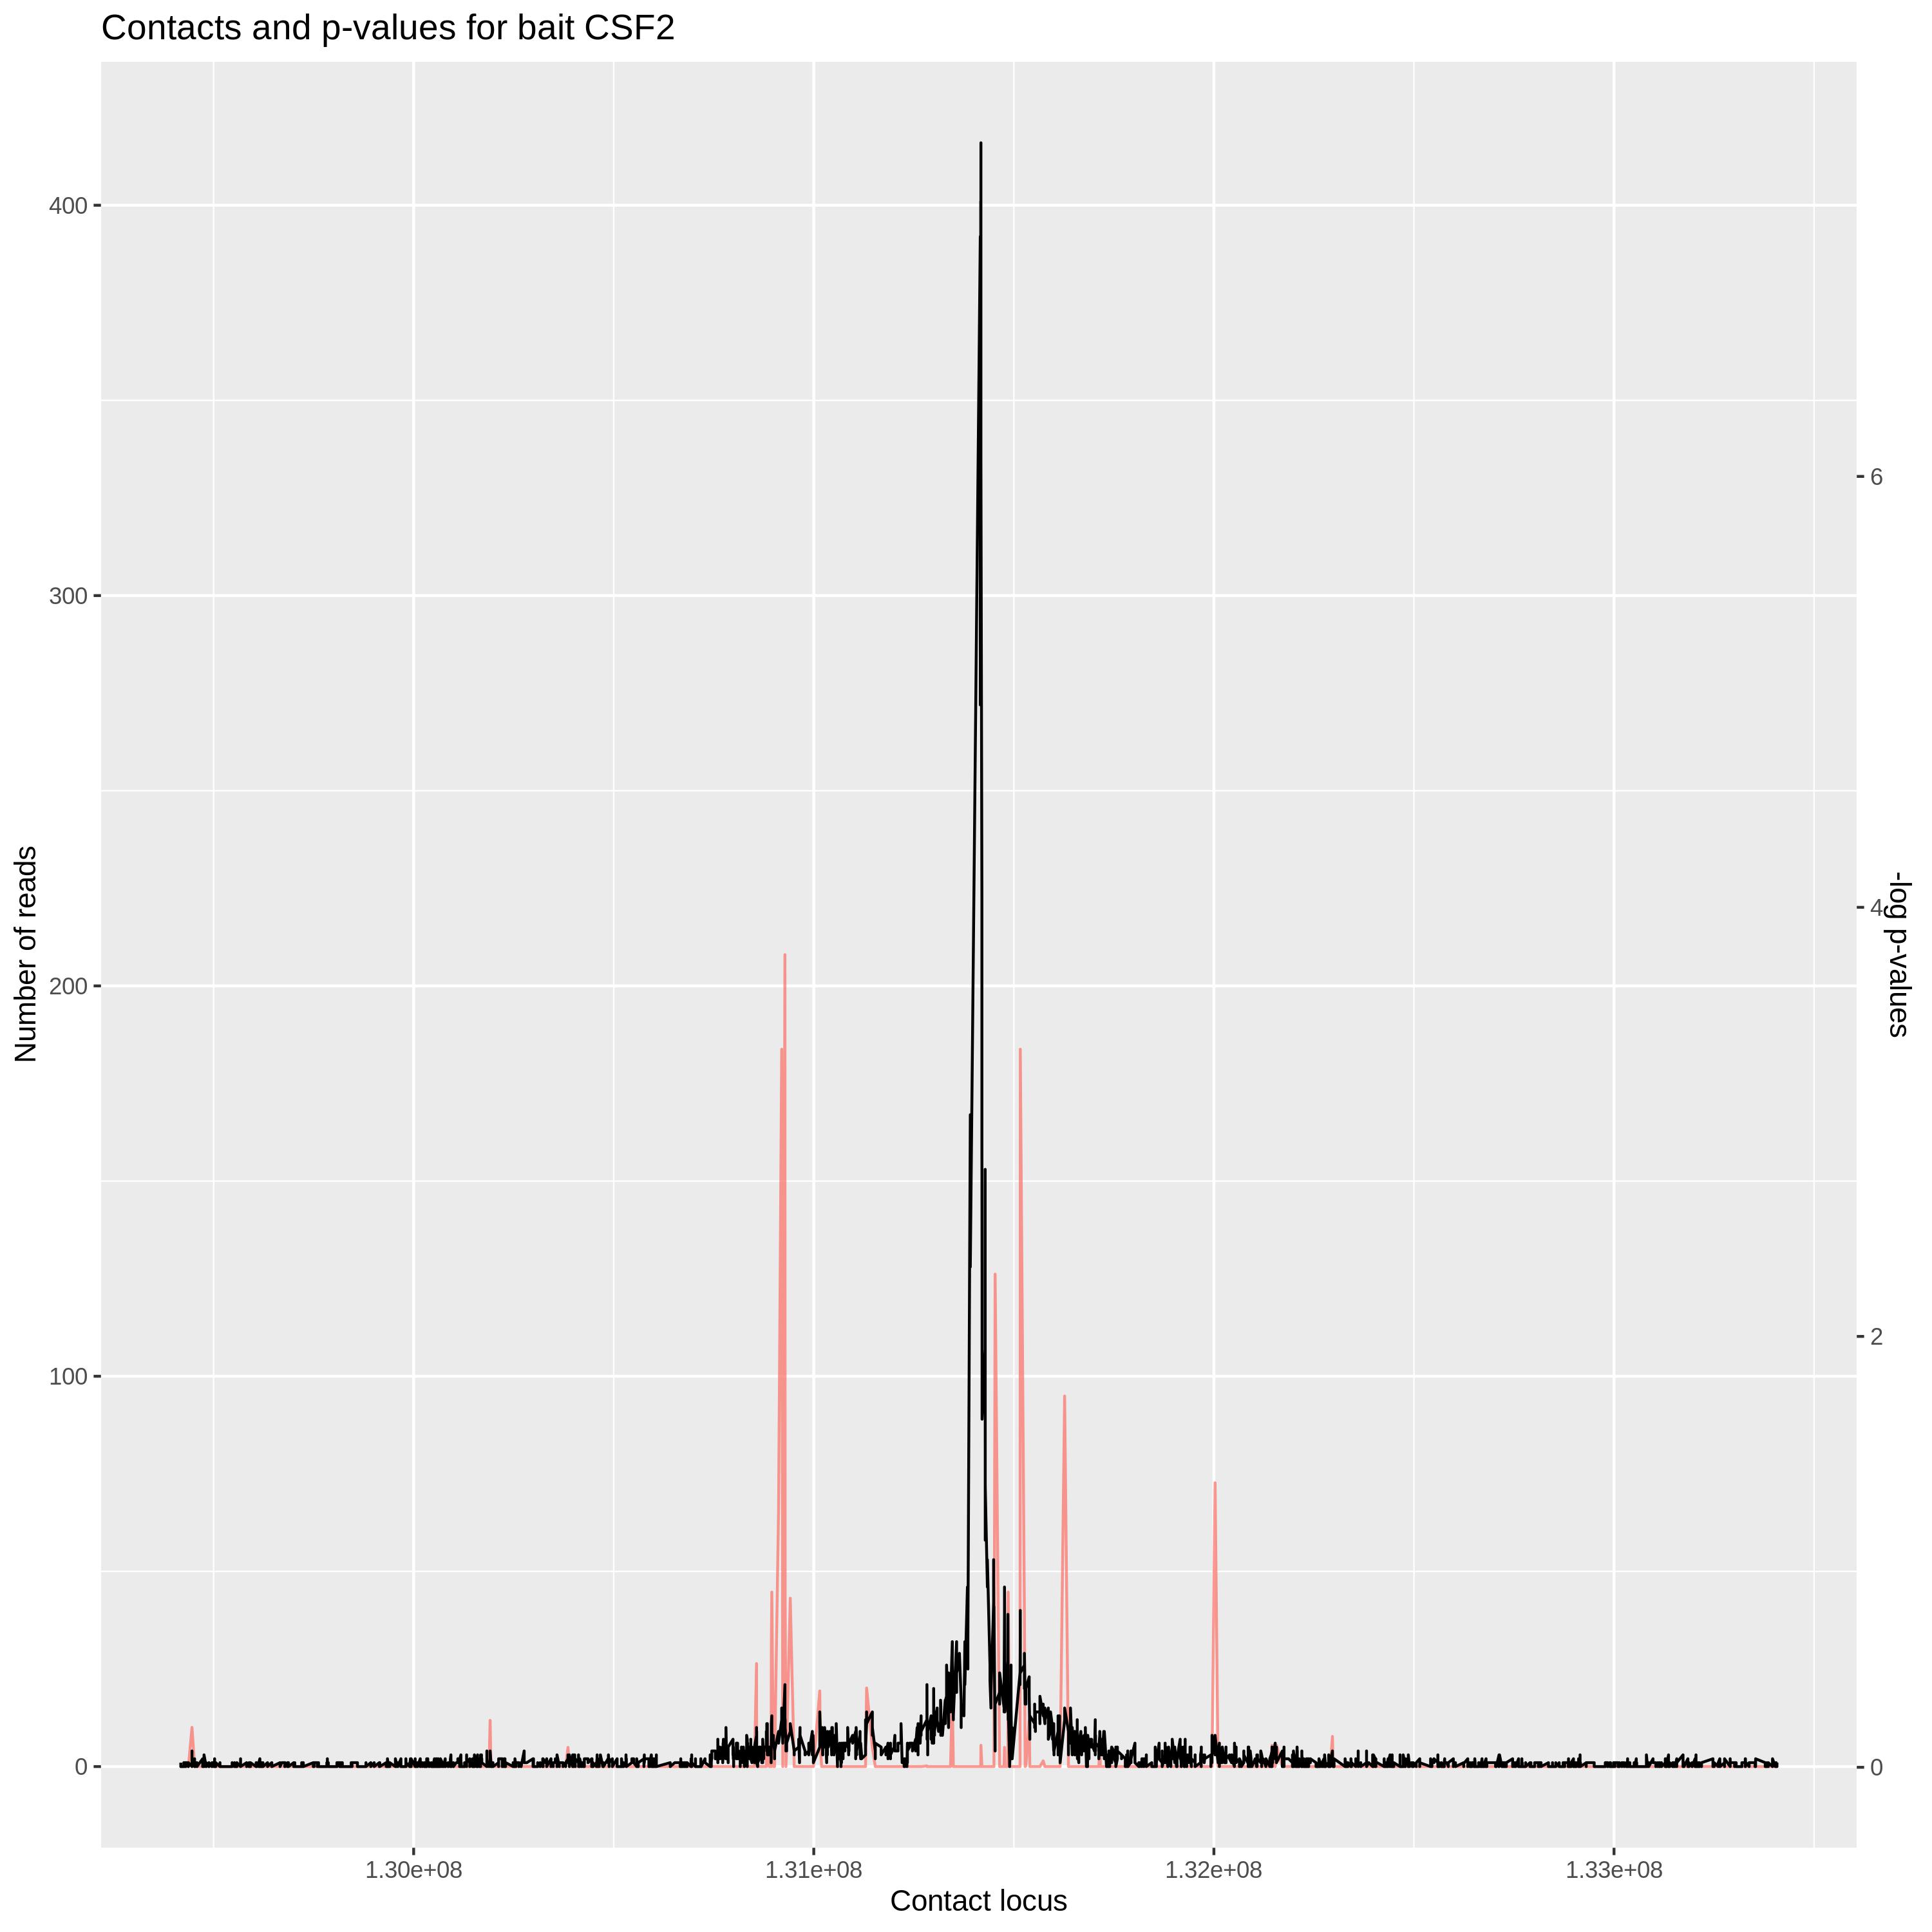 Contacts and p-values for bait CSF2
400
300
200
100
0
Number of reads
6
4
2
0
-log p-values
1.30e+08
1.31e+08
1.32e+08
1.33e+08
Contact locus